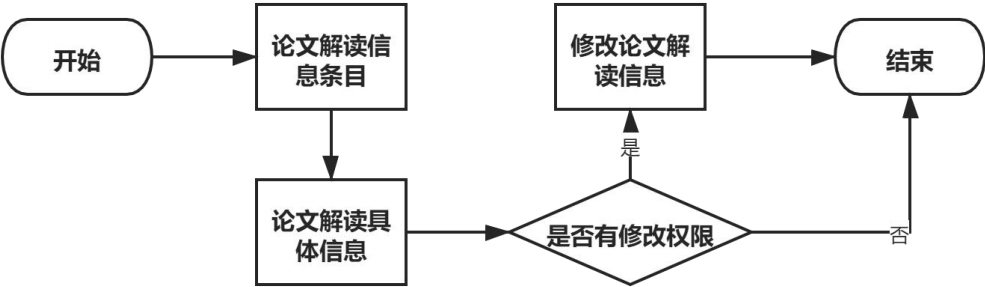 开始
论文解读信
息条目
修改论文解
读信息
结束
是
论文解读具
体信息
是否有修改权限
否